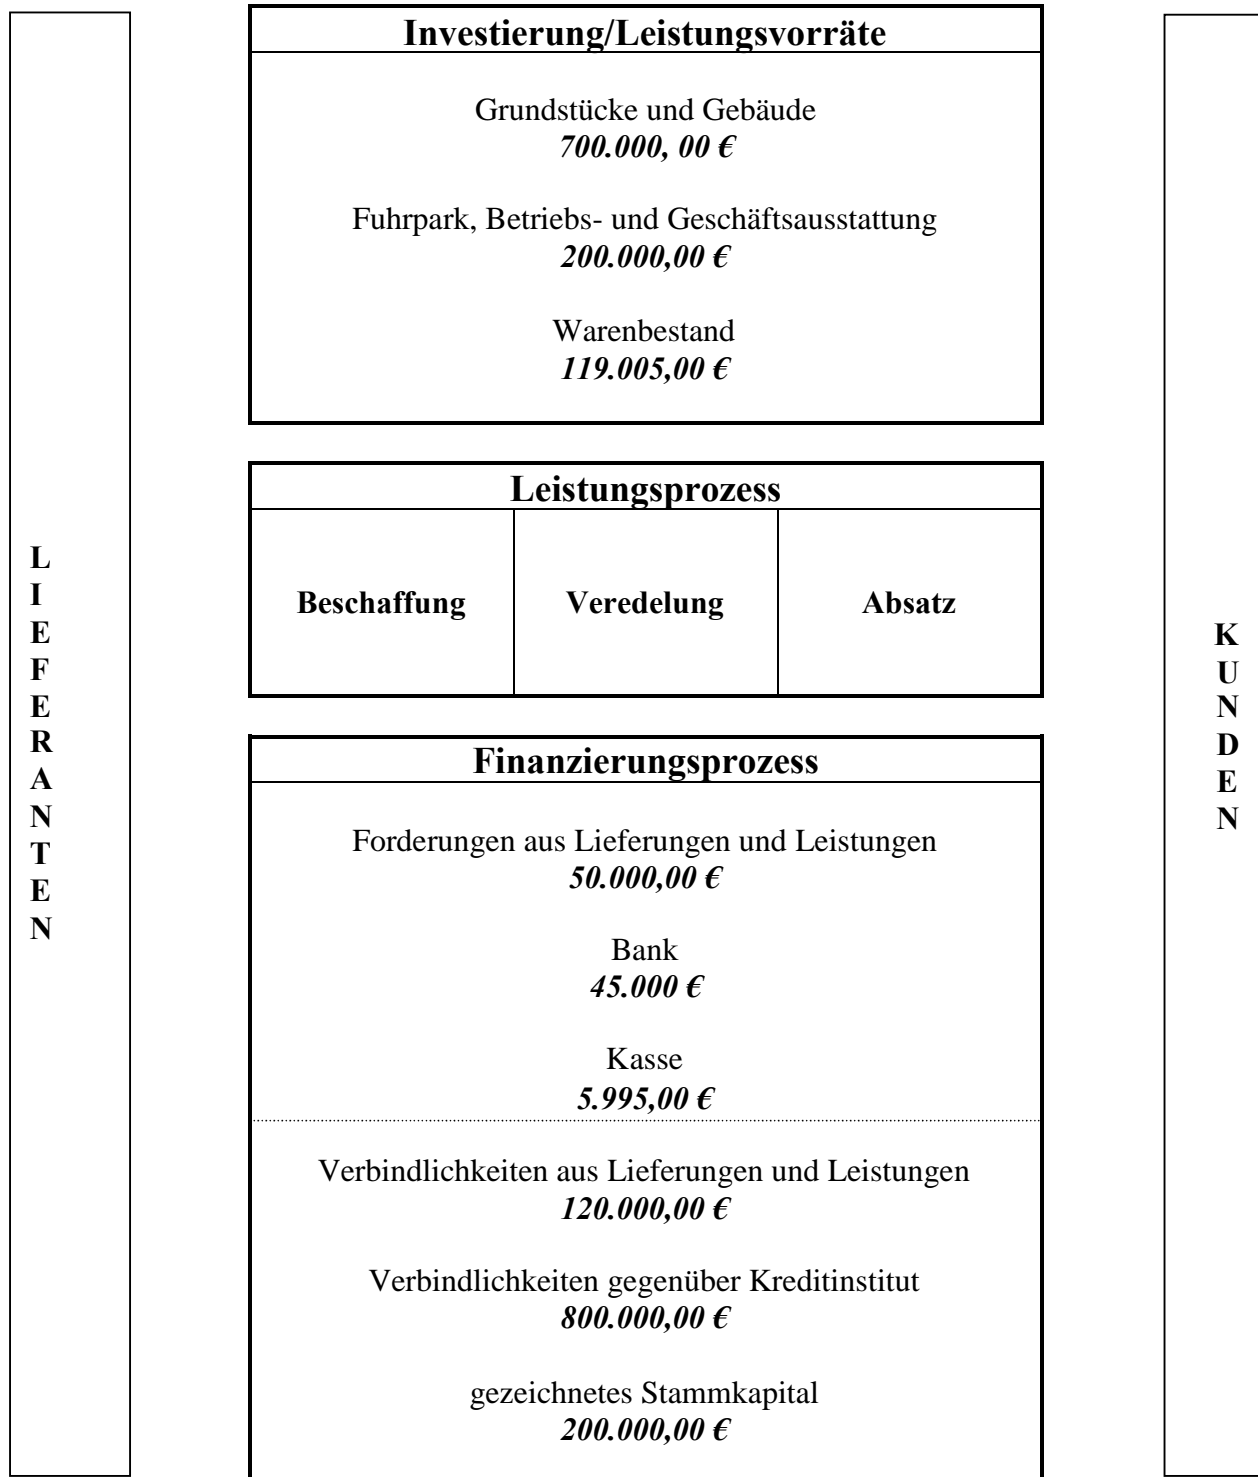 Investierung/Leistungsvorräte
Grundstücke und Gebäude
700.000, 00 €
Fuhrpark, Betriebs- und Geschäftsausstattung
200.000,00 €
Warenbestand
119.005,00 €
Leistungsprozess
Beschaffung
Veredelung
Absatz
Finanzierungsprozess
Forderungen aus Lieferungen und Leistungen
50.000,00 €
Bank
45.000 €
Kasse
5.995,00 €
Verbindlichkeiten aus Lieferungen und Leistungen
120.000,00 €
Verbindlichkeiten gegenüber Kreditinstitut
800.000,00 €
gezeichnetes Stammkapital
200.000,00 €
L
I
E
F
E
R
A
N
T
E
N
K
U
N
D
E
N